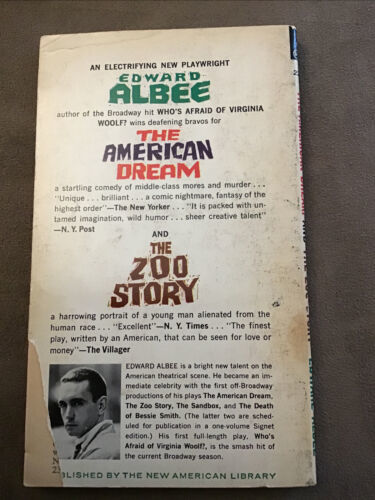 AN ELECTRIFYING NEW PLAYWRIGHT
EDWARD
ALBEE
author of the Broadway hit WHO'S AFRAID OF VIRGINIA
WOOLF? wins deafening bravos for
THE
AMERICAN
DREAM
a startling comedy of middle-class mores and murder . . .
"Unique . . . brilliant . . . a comic nightmare, fantasy of the
highest order"—The New Yorker . . . "It is packed with un-
tamed imagination, wild humor . . . sheer creative talent"
—N. Y. Post
AND
THE
ZOO
STORY
a harrowing portrait of a young man alienated from the
human race . . . "Excellent"—N. Y. Times . . . "The finest
play, written by an American, that can be seen for love or
money"—The Villager
EDWARD ALBEE is a bright new talent on the
American theatrical scene. He became an im-
mediate celebrity with the first off-Broadway
productions of his plays The American Dream,
The Zoo Story, The Sandbox, and The Death
of Bessie Smith. (The latter two are sched-
uled for publication in a one-volume Signet
edition.) His first full-length play, Who's
Afraid of Virginia Woolf?, is the smash hit of
the current Broadway season.
BLISHED BY THE NEW AMERICAN LIBRARY